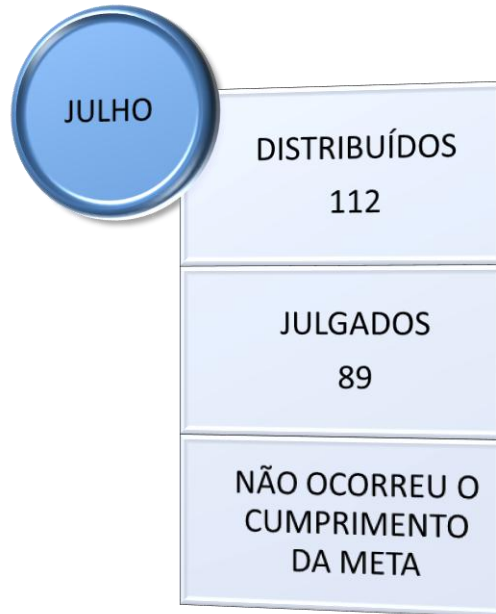 JULHO
DISTRIBUÍDOS
112
JULGADOS
89
NÃO OCORREU O
CUMPRIMENTO
DA META